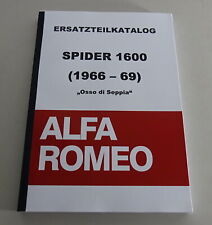 ERSATZTEILKATALOG
SPIDER 1600
(1966 – 69)
„Osso di Seppia“
ALFA
ROMEO